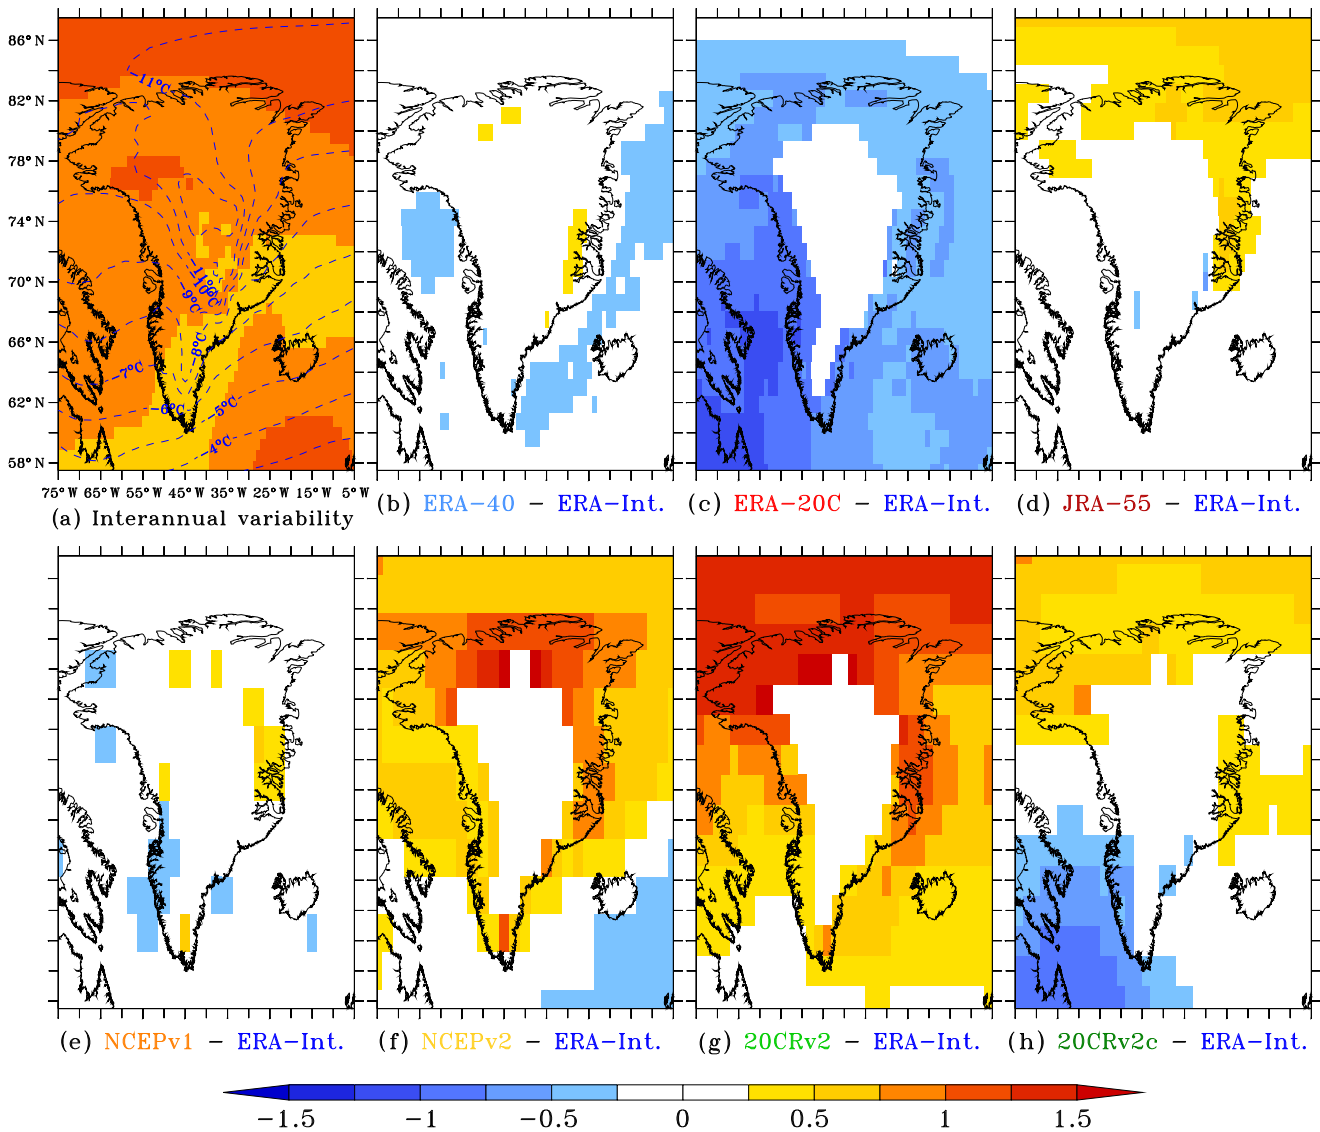 86° N
82° N
78° N
74° N
70° N
66° N
62° N
58° N
-11°C
-11°C
-10°C
-9°C
-8°C
-7°C
-6°C
-5°C
-4°C
75° W 65° W 55° W 45° W 35° W 25° W 15° W 5° W
(a) Interannual variability
(b) ERA-40 - ERA-Int.
(c) ERA-20C - ERA-Int.
(d) JRA-55 - ERA-Int.
(e) NCEPv1 - ERA-Int.
(f) NCEPv2 - ERA-Int.
(g) 20CRv2 - ERA-Int.
(h) 20CRv2c - ERA-Int.
-1.5 -1 -0.5 0 0.5 1 1.5